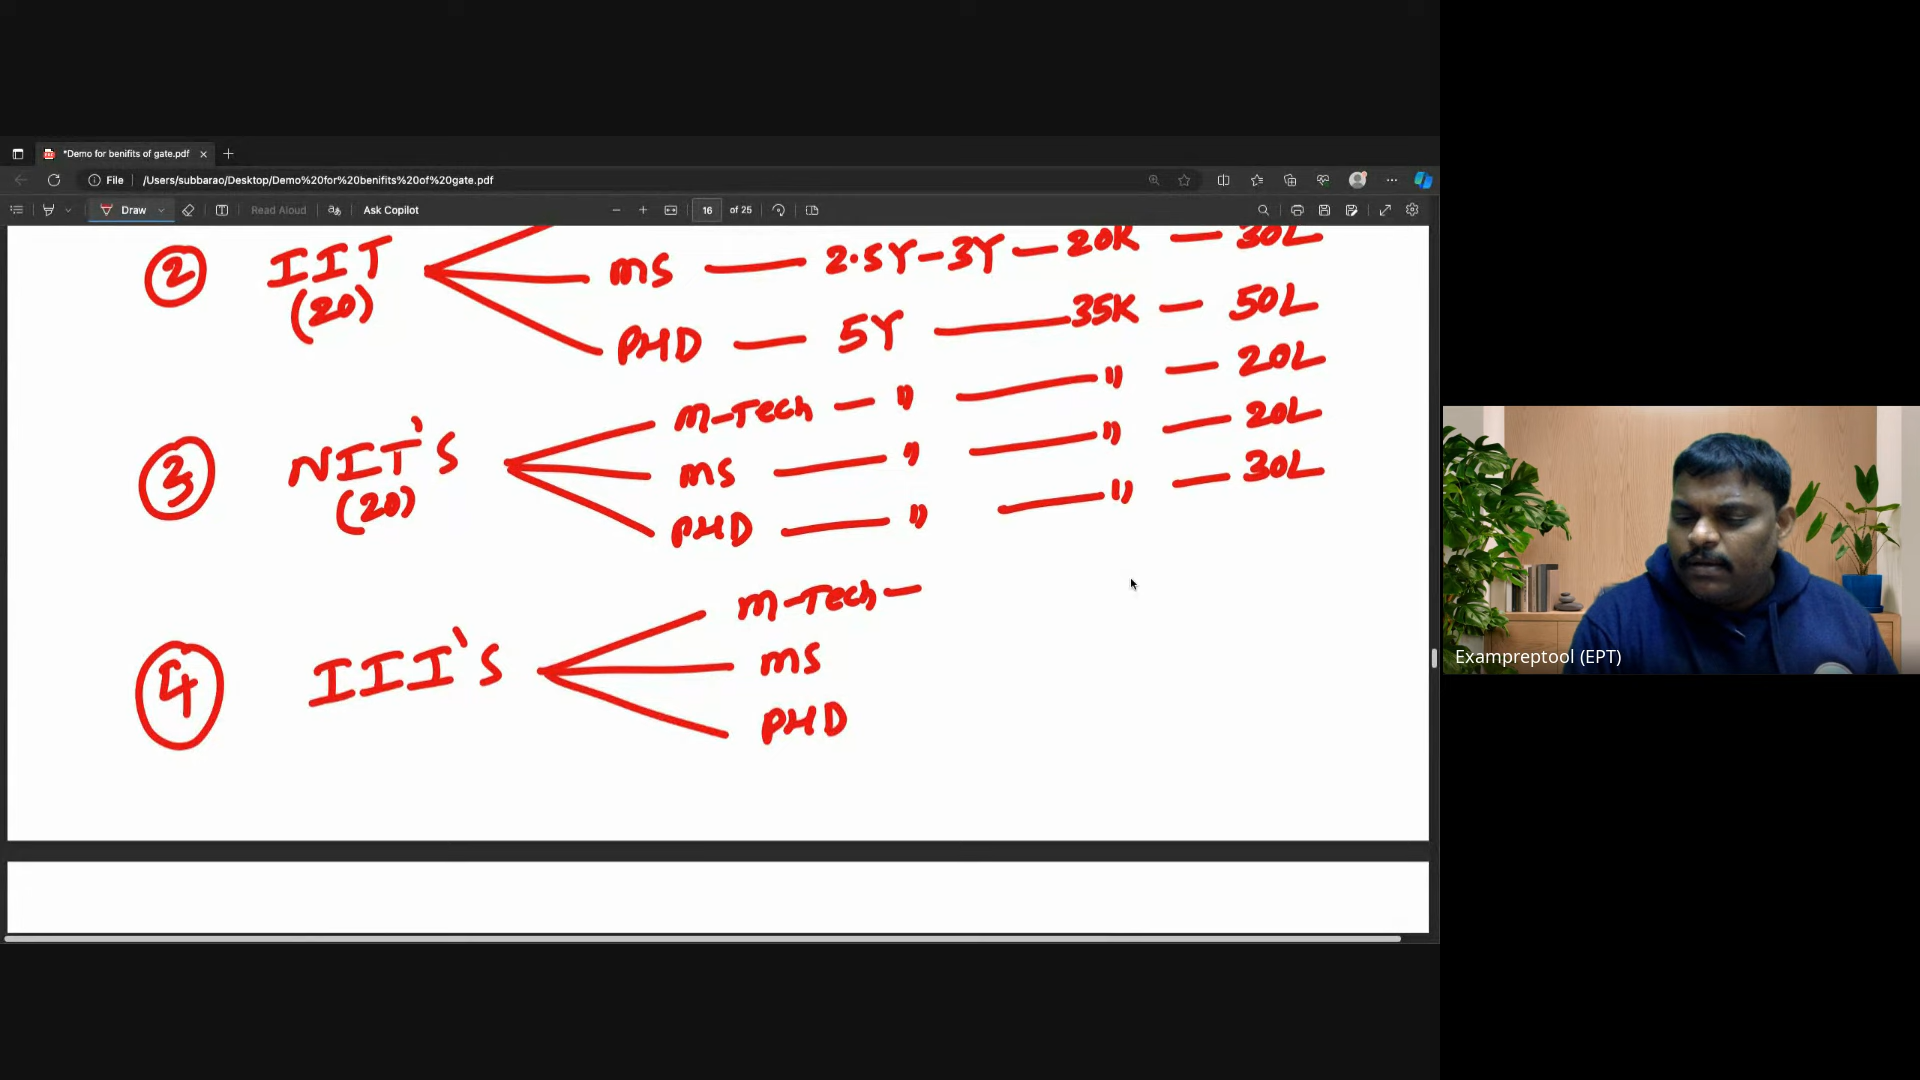 *Demo for benifits of gate.pdf
File /Users/subbarao/Desktop/Demo%20for%20benifits%20of%20gate.pdf
Draw Read Aloud Ask Copilot 16 of 25
② IIT (20)
MS — 2.5Y-3Y — 20K — 30L
PHD — 5Y — 35K — 50L
③ NIT'S (20)
M-Tech — " — " — 20L
MS — " — " — 20L
PHD — " — " — 30L
④ III'S
M-Tech —
MS
PHD
Exampreptool (EPT)